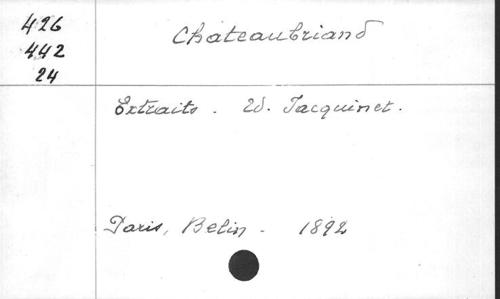 426
442
24
Chateaubriand
Extraits. Ed. Jacquinet.
Paris, Belin - 1892